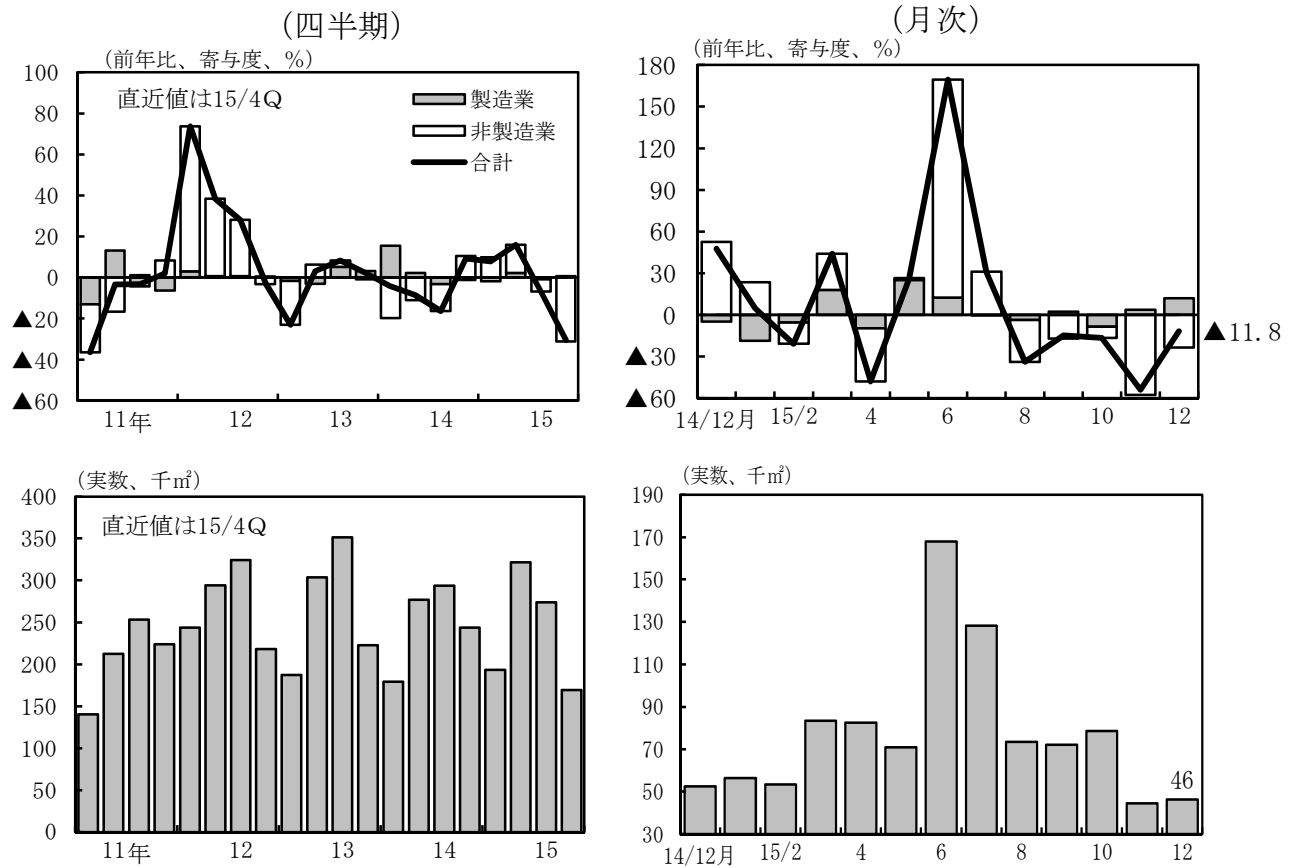 (四半期)
(前年比、寄与度、%)
直近値は15/4Q
製造業
非製造業
合計
100
80
60
40
20
0
▲20
▲40
▲60
11年 12 13 14 15
(月次)
(前年比、寄与度、%)
180
150
120
90
60
30
0
▲30
▲60
▲11.8
14/12月 15/2 4 6 8 10 12
(実数、千㎡)
直近値は15/4Q
400
350
300
250
200
150
100
50
0
11年 12 13 14 15
(実数、千㎡)
190
170
150
130
110
90
70
50
30
46
14/12月 15/2 4 6 8 10 12